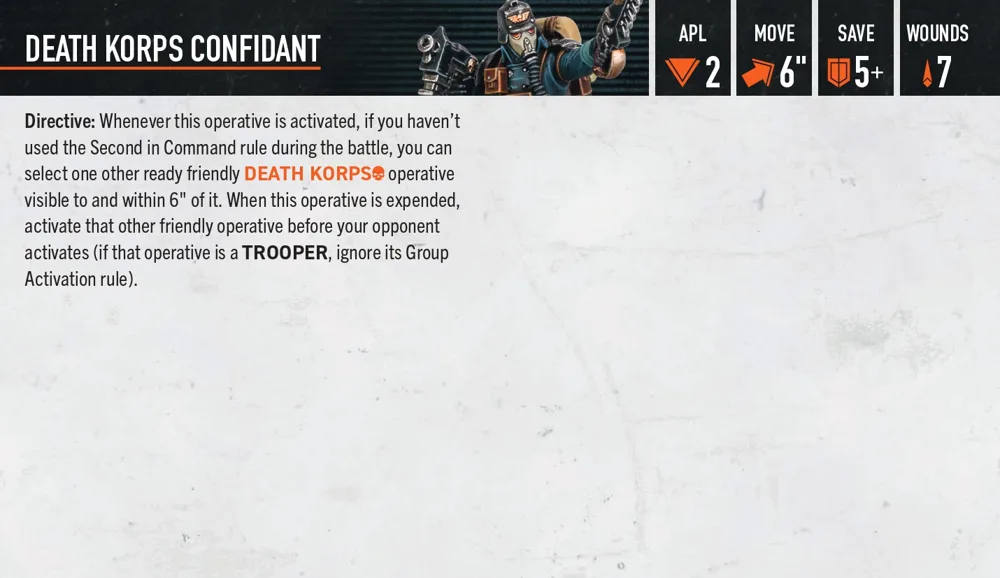 DEATH KORPS CONFIDANT
APL
2
MOVE
6"
SAVE
5+
WOUNDS
7
Directive: Whenever this operative is activated, if you haven’t
used the Second in Command rule during the battle, you can
select one other ready friendly DEATH KORPS operative
visible to and within 6" of it. When this operative is expended,
activate that other friendly operative before your opponent
activates (if that operative is a TROOPER, ignore its Group
Activation rule).